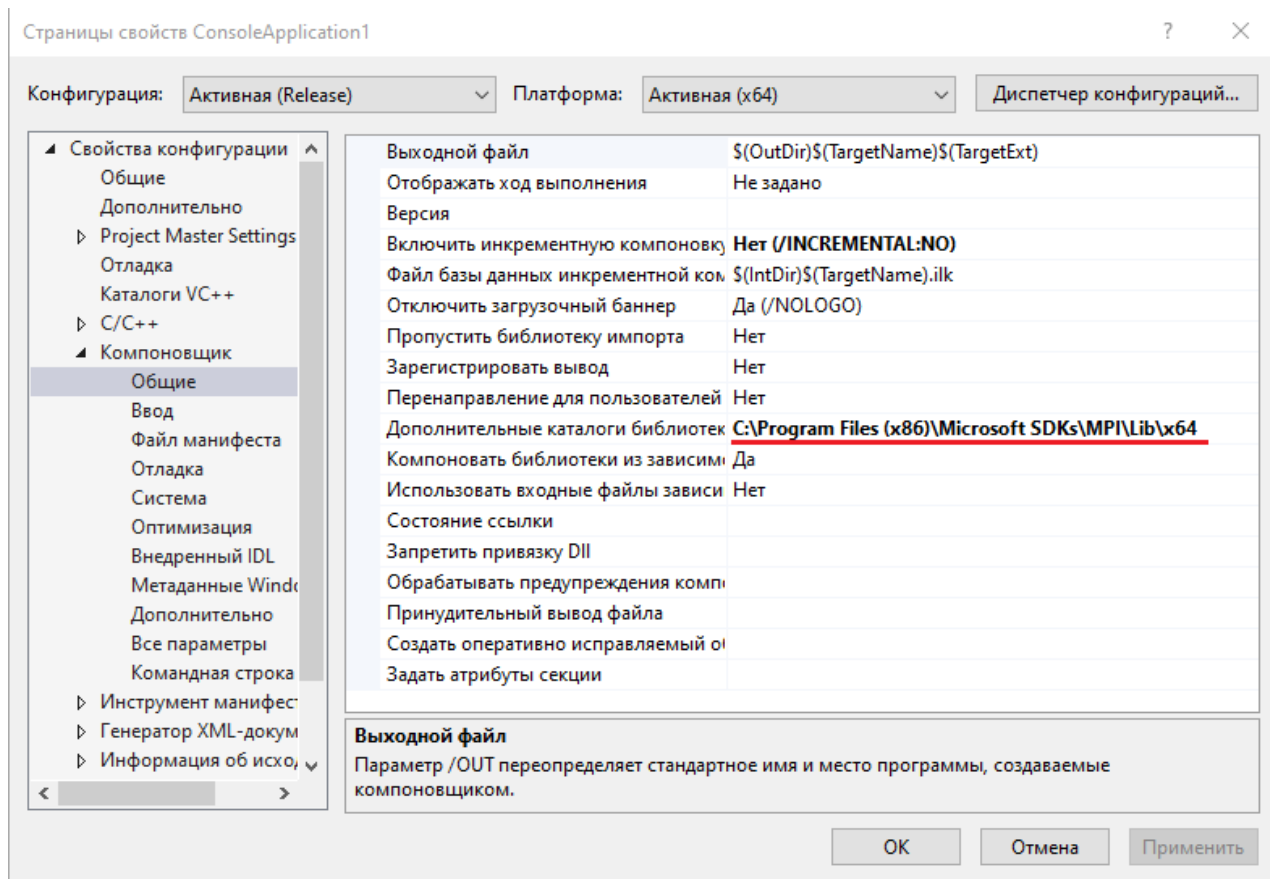 Страницы свойств ConsoleApplication1
? ×
Конфигурация: Активная (Release) Платформа: Активная (x64) Диспетчер конфигураций...
Свойства конфигурации
Общие
Дополнительно
Project Master Settings
Отладка
Каталоги VC++
C/C++
Компоновщик
Общие
Ввод
Файл манифеста
Отладка
Система
Оптимизация
Внедренный IDL
Метаданные Windo
Дополнительно
Все параметры
Командная строка
Инструмент манифест
Генератор XML-докум
Информация об исход
Выходной файл $(OutDir)$(TargetName)$(TargetExt)
Отображать ход выполнения Не задано
Версия
Включить инкрементную компоновку Нет (/INCREMENTAL:NO)
Файл базы данных инкрементной ком $(IntDir)$(TargetName).ilk
Отключить загрузочный баннер Да (/NOLOGO)
Пропустить библиотеку импорта Нет
Зарегистрировать вывод Нет
Перенаправление для пользователей Нет
Дополнительные каталоги библиотек C:\Program Files (x86)\Microsoft SDKs\MPI\Lib\x64
Компоновать библиотеки из зависимо Да
Использовать входные файлы зависи Нет
Состояние ссылки
Запретить привязку Dll
Обрабатывать предупреждения компо
Принудительный вывод файла
Создать оперативно исправляемый об
Задать атрибуты секции
Выходной файл
Параметр /OUT переопределяет стандартное имя и место программы, создаваемые
компоновщиком.
ОК Отмена Применить